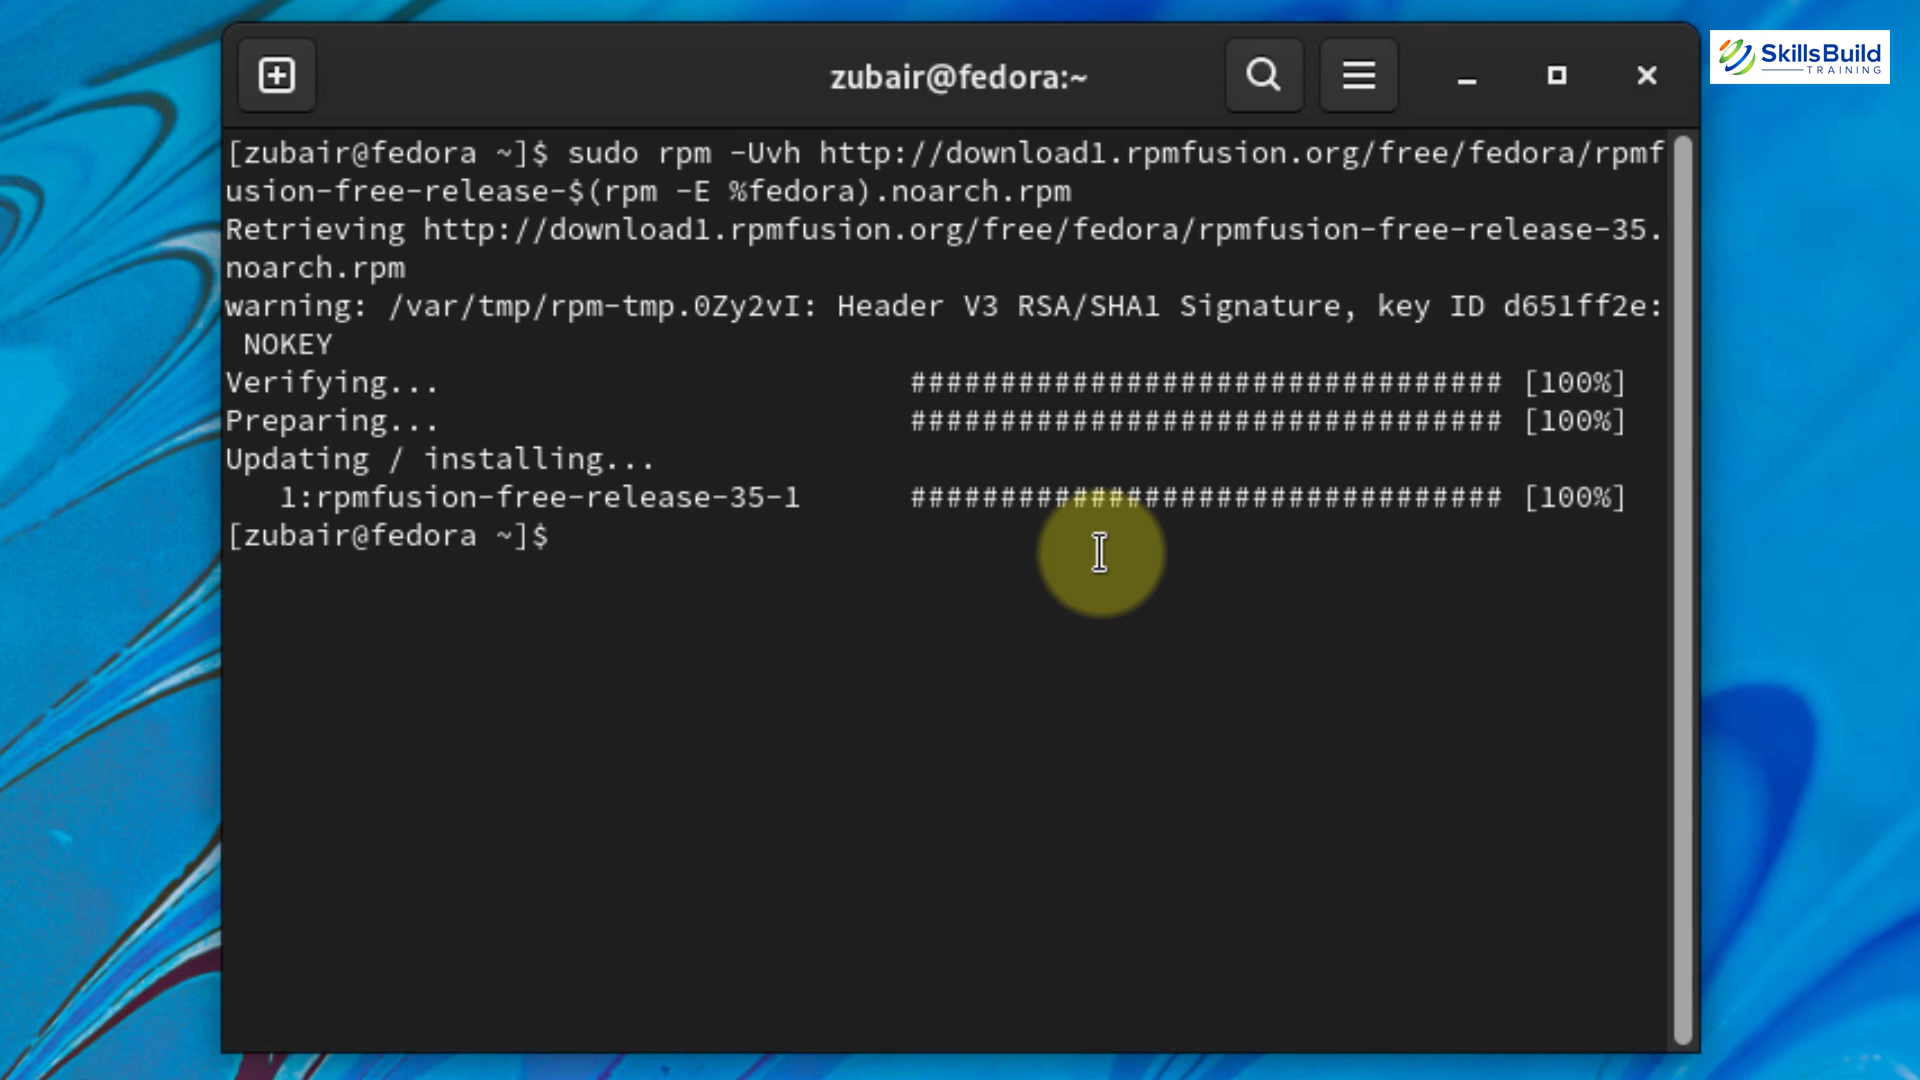 zubair@fedora:~
SkillsBuild
TRAINING
[zubair@fedora ~]$ sudo rpm -Uvh http://download1.rpmfusion.org/free/fedora/rpmf
usion-free-release-$(rpm -E %fedora).noarch.rpm
Retrieving http://download1.rpmfusion.org/free/fedora/rpmfusion-free-release-35.
noarch.rpm
warning: /var/tmp/rpm-tmp.0Zy2vI: Header V3 RSA/SHA1 Signature, key ID d651ff2e:
 NOKEY
Verifying...                          ################################# [100%]
Preparing...                          ################################# [100%]
Updating / installing...
   1:rpmfusion-free-release-35-1      ################################# [100%]
[zubair@fedora ~]$